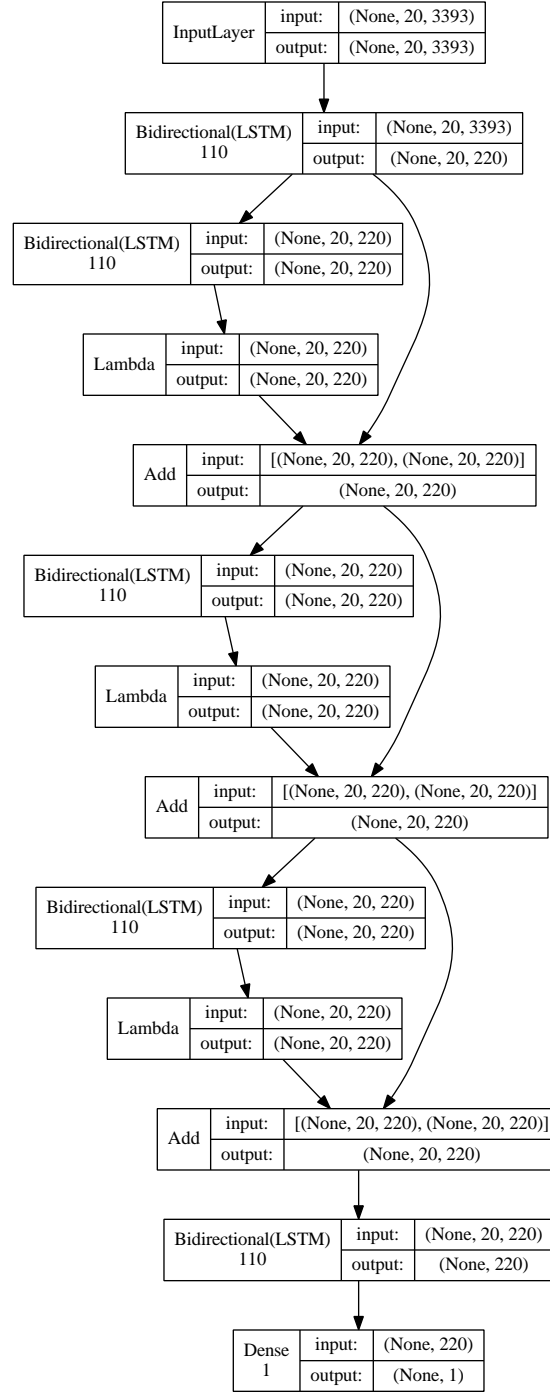 InputLayer
input: (None, 20, 3393)
output: (None, 20, 3393)
Bidirectional(LSTM)
110
input: (None, 20, 3393)
output: (None, 20, 220)
Bidirectional(LSTM)
110
input: (None, 20, 220)
output: (None, 20, 220)
Lambda
input: (None, 20, 220)
output: (None, 20, 220)
Add
input: [(None, 20, 220), (None, 20, 220)]
output: (None, 20, 220)
Bidirectional(LSTM)
110
input: (None, 20, 220)
output: (None, 20, 220)
Lambda
input: (None, 20, 220)
output: (None, 20, 220)
Add
input: [(None, 20, 220), (None, 20, 220)]
output: (None, 20, 220)
Bidirectional(LSTM)
110
input: (None, 20, 220)
output: (None, 20, 220)
Lambda
input: (None, 20, 220)
output: (None, 20, 220)
Add
input: [(None, 20, 220), (None, 20, 220)]
output: (None, 20, 220)
Bidirectional(LSTM)
110
input: (None, 20, 220)
output: (None, 220)
Dense
1
input: (None, 220)
output: (None, 1)